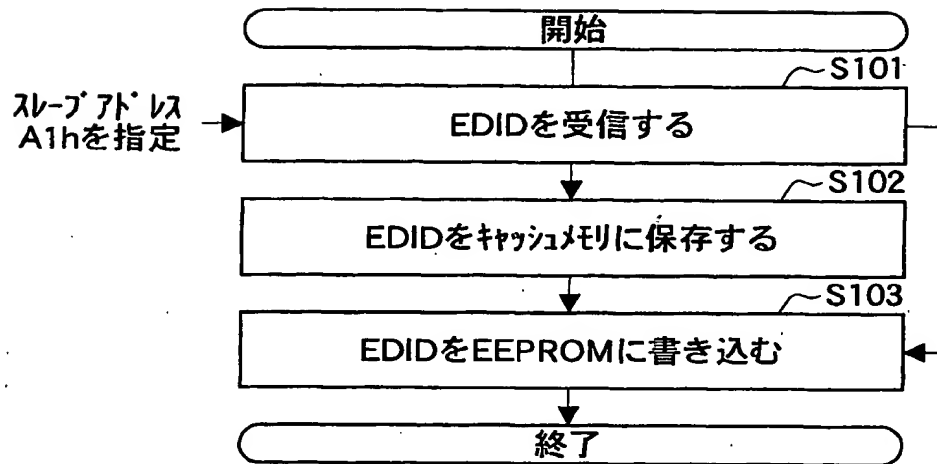 開始
S101
スレーブアドレス
A1hを指定
EDIDを受信する
S102
EDIDをキャッシュメモリに保存する
S103
EDIDをEEPROMに書き込む
終了